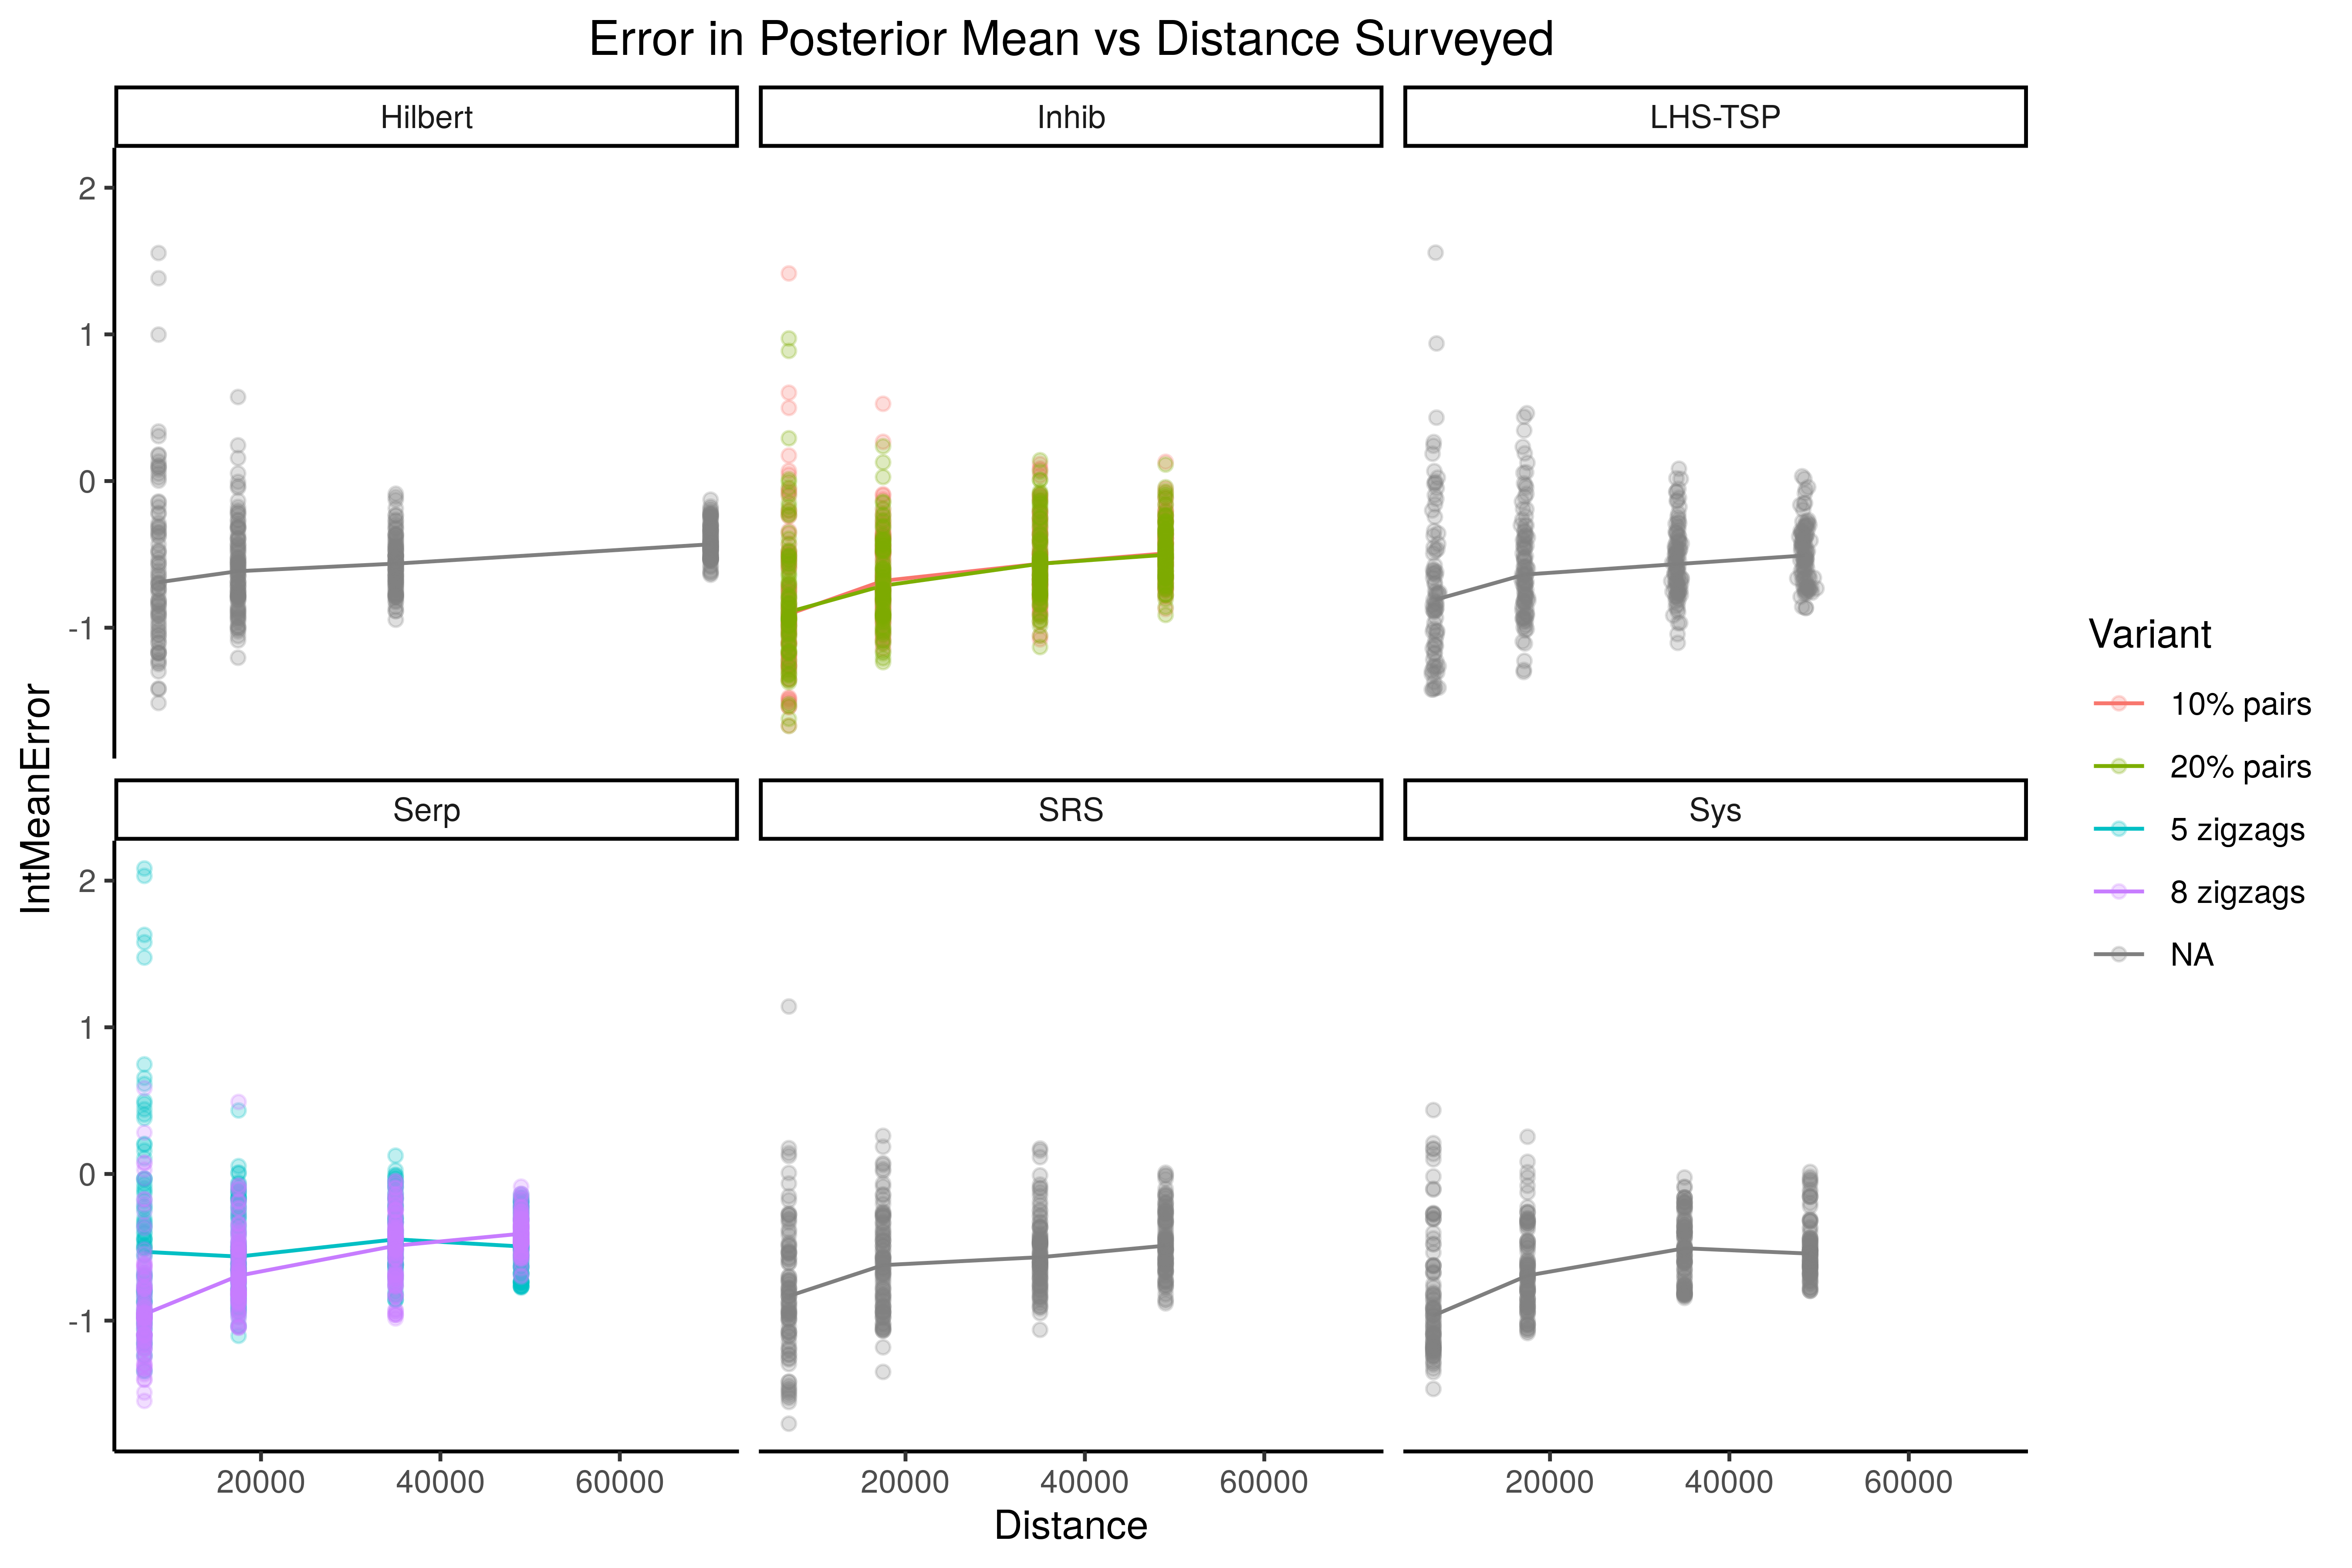 Error in Posterior Mean vs Distance Surveyed
Hilbert
Inhib
LHS-TSP
2
1
0
-1
Serp
SRS
Sys
2
1
0
-1
20000
40000
60000
20000
40000
60000
20000
40000
60000
Distance
IntMeanError
Variant
10% pairs
20% pairs
5 zigzags
8 zigzags
NA